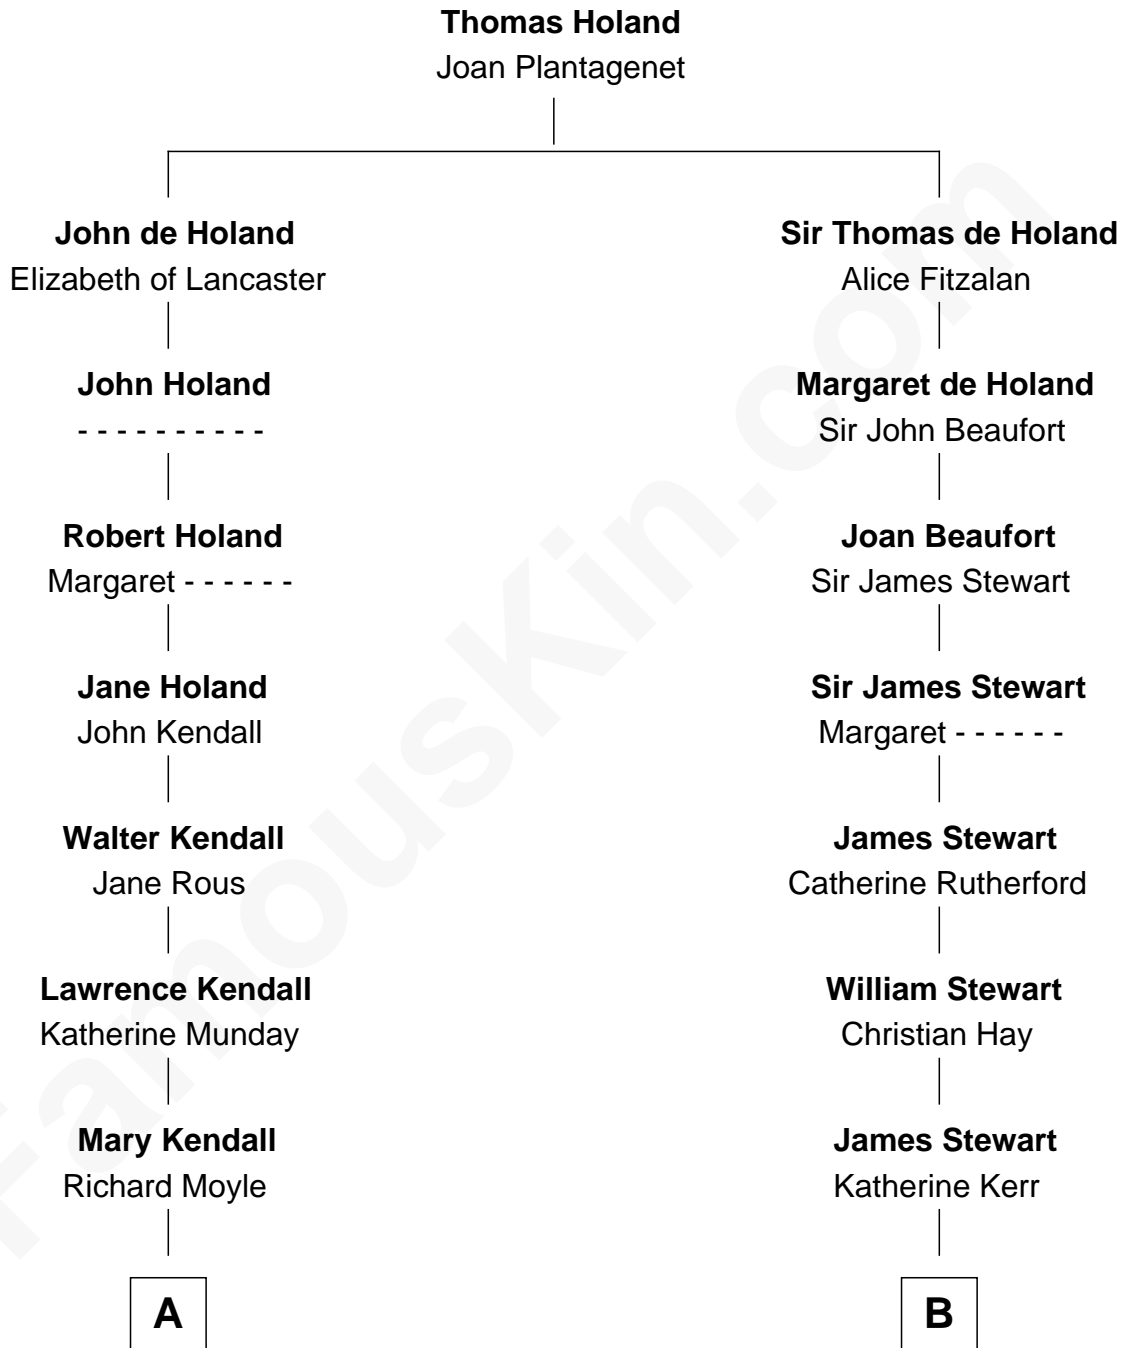 Thomas Holand
Joan Plantagenet
John de Holand
Elizabeth of Lancaster
Sir Thomas de Holand
Alice Fitzalan
John Holand
- - - - - - - - - -
Margaret de Holand
Sir John Beaufort
Robert Holand
Margaret - - - - - -
Joan Beaufort
Sir James Stewart
Jane Holand
John Kendall
Sir James Stewart
Margaret - - - - - -
Walter Kendall
Jane Rous
James Stewart
Catherine Rutherford
Lawrence Kendall
Katherine Munday
William Stewart
Christian Hay
Mary Kendall
Richard Moyle
James Stewart
Katherine Kerr
A
B
FamousKin.com